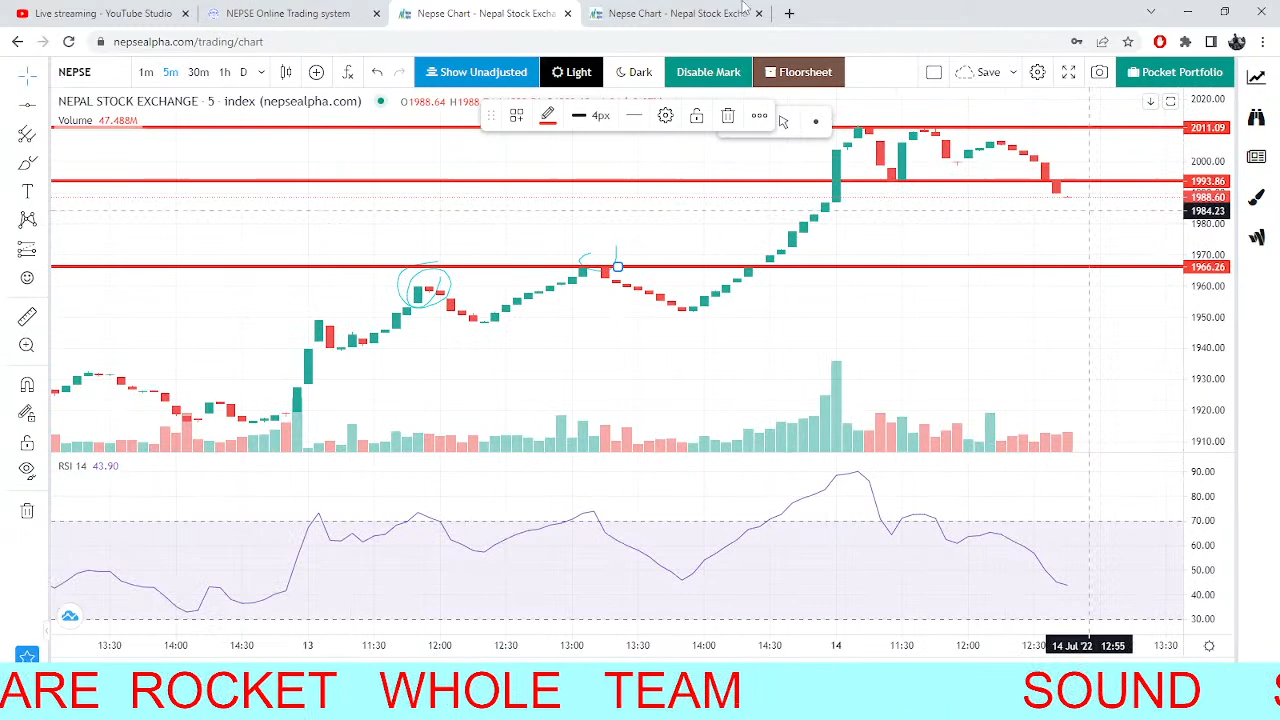 Live streaming - YouTube Studio
NEPSE Online Trading system
Nepse Chart - Nepal Stock Excha
Nepse Chart - Nepal Stock Excha
nepsealpha.com/trading/chart
NEPSE 1m 5m 30m 1h D Show Unadjusted Light Dark Disable Mark Floorsheet Save Pocket Portfolio
NEPAL STOCK EXCHANGE · 5 · Index (nepsealpha.com) O1988.64 H1988
Volume 47.488M
4px
2020.00
2011.09
2000.00
1993.86
1988.60
1984.23
1980.00
1970.00
1966.26
1960.00
1950.00
1940.00
1930.00
1920.00
1910.00
RSI 14 43.90
90.00
80.00
70.00
60.00
50.00
40.00
30.00
13:30 14:00 14:30 13 11:30 12:00 13:00 13:30 14:00 14:30 14 11:30 12:00 12:30 14 Jul '22 12:55 13:30
ARE ROCKET WHOLE TEAM SOUND